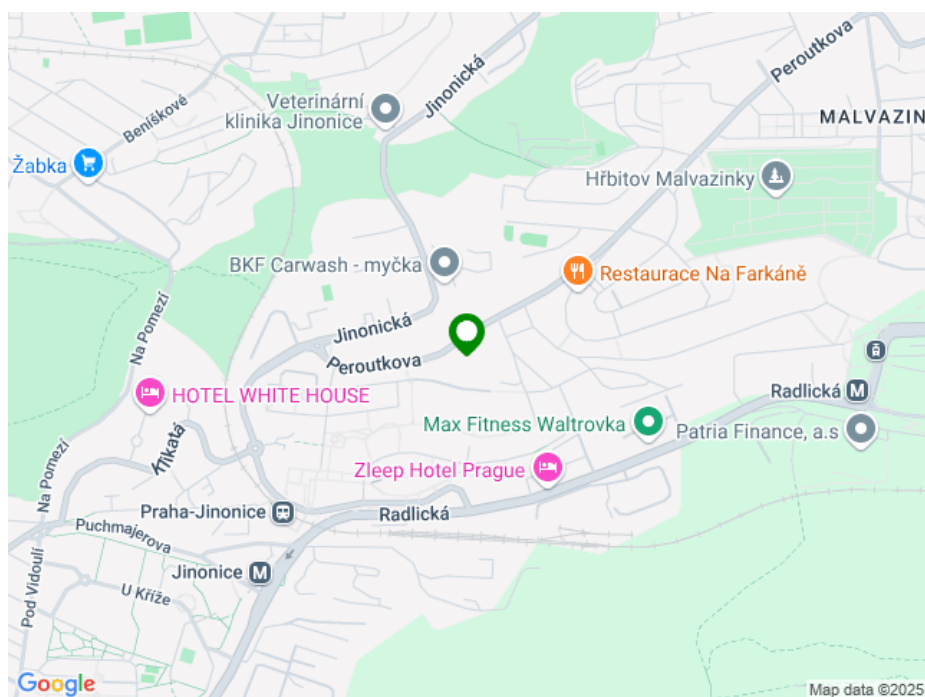 Peroutkova
Jinonická
Veterinární
klinika Jinonice
MALVAZIN
Beníškové
Žabka
Hřbitov Malvazinky
BKF Carwash - myčka
Restaurace Na Farkáně
Na Pomezí
Jinonická
Peroutkova
HOTEL WHITE HOUSE
Radlická
M
Max Fitness Waltrovka
Patria Finance, a.s
Klikatá
Zleep Hotel Prague
Na Pomezí
Praha-Jinonice
Radlická
Puchmajerova
Jinonice
M
U Kříže
Pod Vidoulí
Google
Map data ©2025